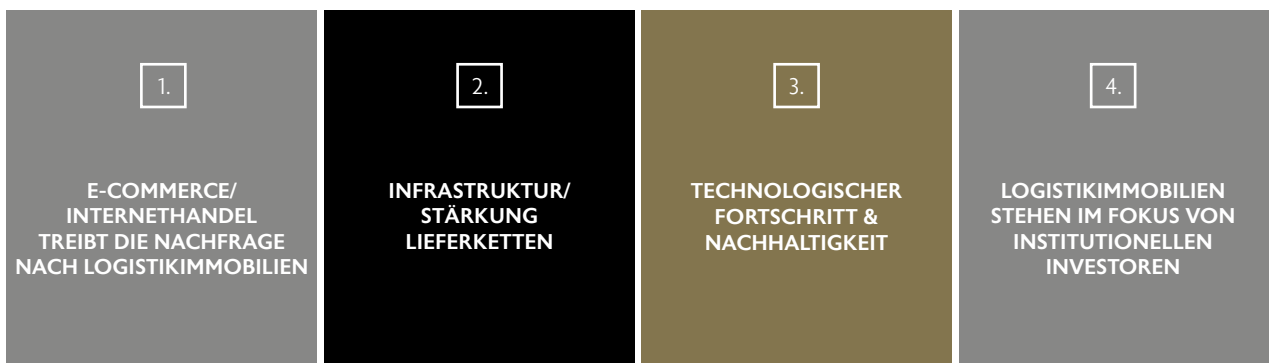 1.
E-COMMERCE/
INTERNETHANDEL
TREIBT DIE NACHFRAGE
NACH LOGISTIKIMMOBILIEN
2.
INFRASTRUKTUR/
STÄRKUNG
LIEFERKETTEN
3.
TECHNOLOGISCHER
FORTSCHRITT &
NACHHALTIGKEIT
4.
LOGISTIKIMMOBILIEN
STEHEN IM FOKUS VON
INSTITUTIONELLEN
INVESTOREN